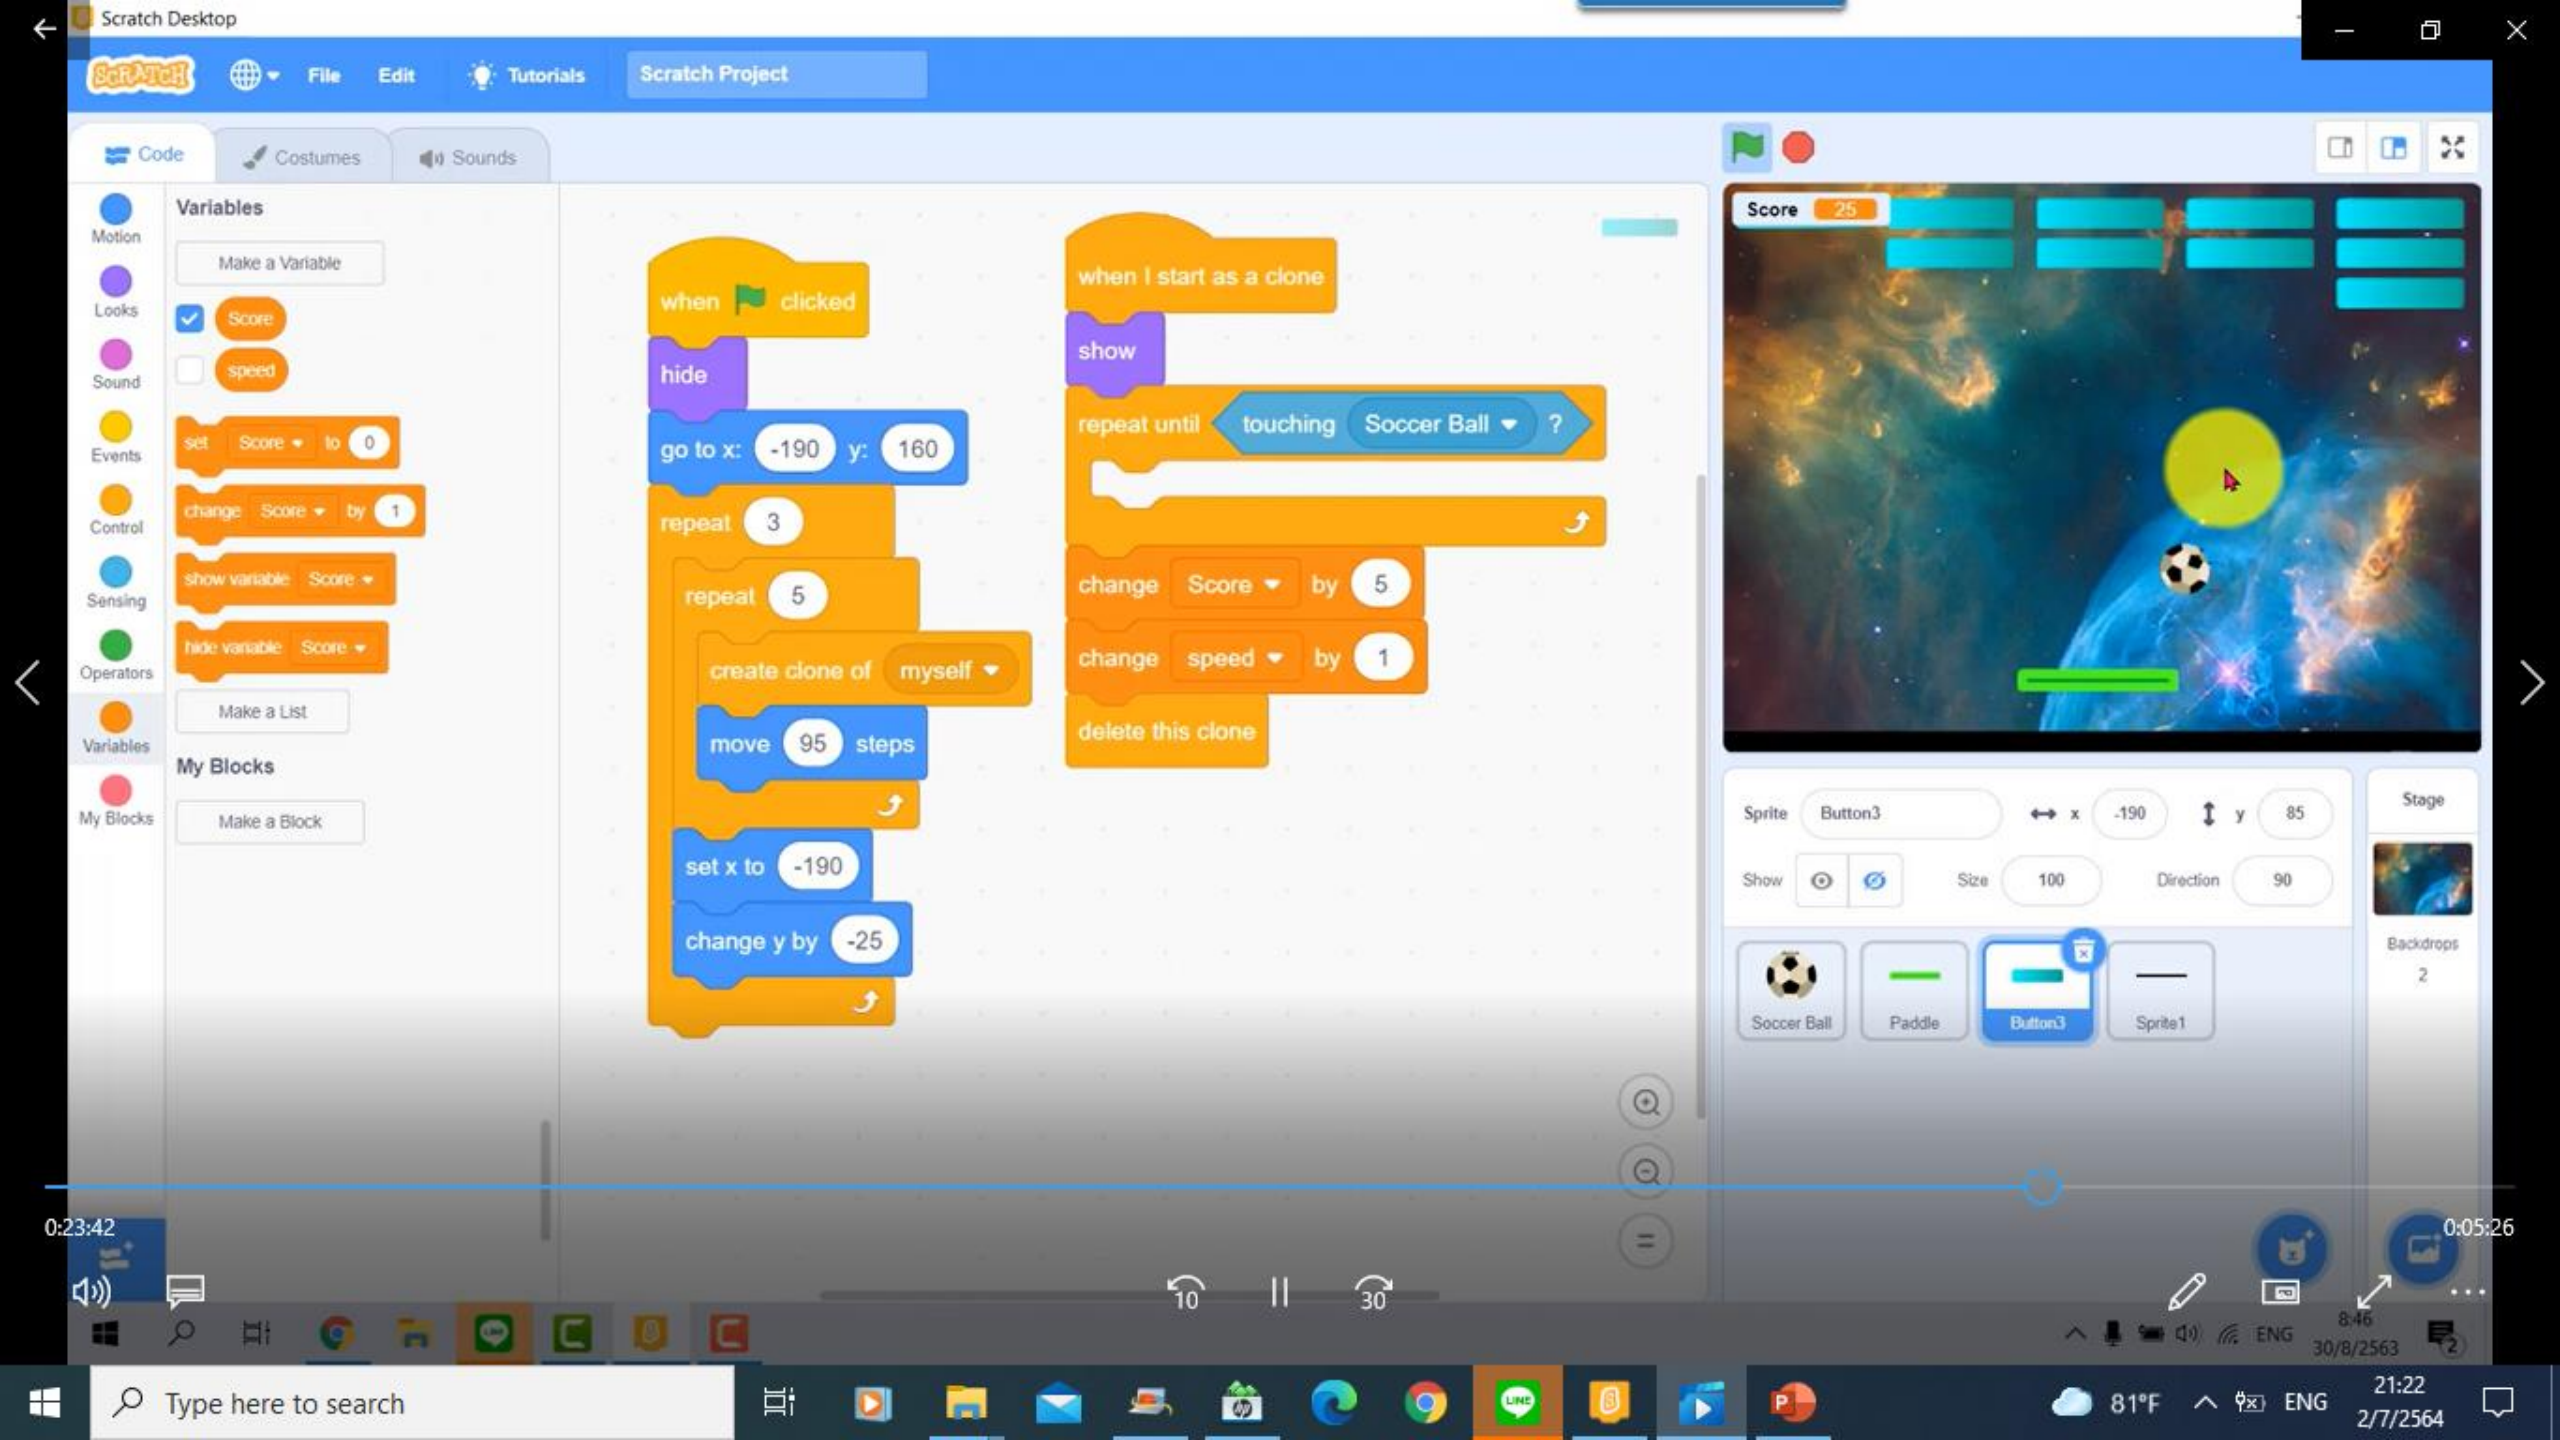 Scratch Desktop
SCRATCH File Edit Tutorials Scratch Project
Code Costumes Sounds
Motion
Looks
Sound
Events
Control
Sensing
Operators
Variables
My Blocks
Variables
Make a Variable
Score
speed
set Score to 0
change Score by 1
show variable Score
hide variable Score
Make a List
My Blocks
Make a Block
when clicked
hide
go to x: -190 y: 160
repeat 3
repeat 5
create clone of myself
move 95 steps
set x to -190
change y by -25
when I start as a clone
show
repeat until touching Soccer Ball ?
change Score by 5
change speed by 1
delete this clone
Score 25
Sprite Button3 x -190 y 85
Show Size 100 Direction 90
Soccer Ball Paddle Button3 Sprite1
Stage
Backdrops
2
0:23:42
0:05:26
10 30
ENG
8:46
30/8/2563
2
Type here to search
hp
LINE
P
81°F ENG
21:22
2/7/2564